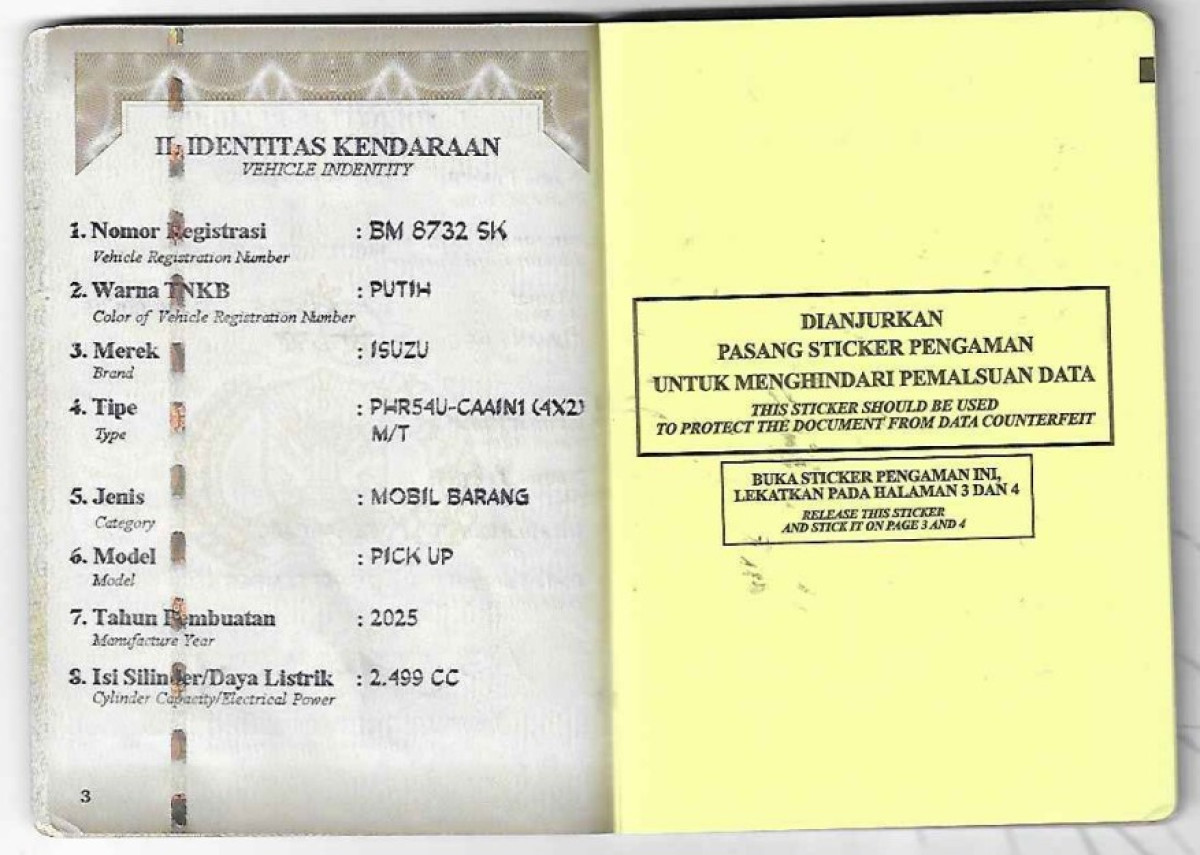 II. IDENTITAS KENDARAAN
VEHICLE INDENTITY
1. Nomor Registrasi : BM 8732 SK
Vehicle Registration Number
2. Warna TNKB : PUTIH
Color of Vehicle Registration Number
3. Merek : ISUZU
Brand
4. Tipe : PHR54U-CAAIN1 (4X2)
Type M/T
5. Jenis : MOBIL BARANG
Category
6. Model : PICK UP
Model
7. Tahun Pembuatan : 2025
Manufacture Year
8. Isi Silinder/Daya Listrik : 2.499 CC
Cylinder Capacity/Electrical Power
3
DIANJURKAN
PASANG STICKER PENGAMAN
UNTUK MENGHINDARI PEMALSUAN DATA
THIS STICKER SHOULD BE USED
TO PROTECT THE DOCUMENT FROM DATA COUNTERFEIT
BUKA STICKER PENGAMAN INI,
LEKATKAN PADA HALAMAN 3 DAN 4
RELEASE THIS STICKER
AND STICK IT ON PAGE 3 AND 4